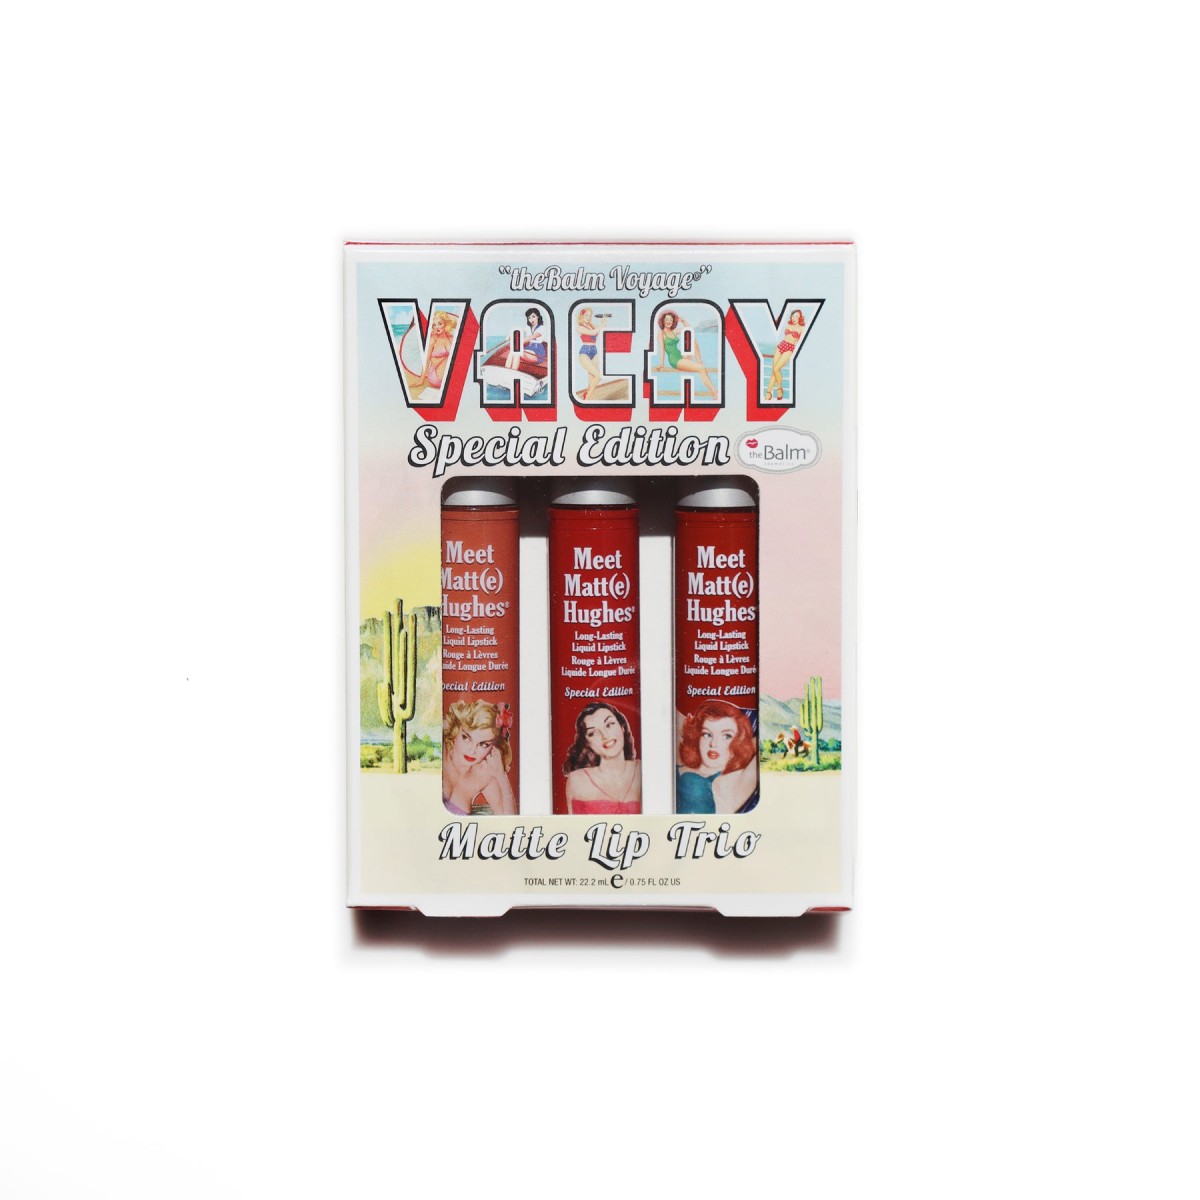 "theBalm Voyage®"
VACAY
Special Edition
theBalm®
cosmetics
Meet
Matt(e)
Hughes®
Long-Lasting
Liquid Lipstick
Rouge à Lèvres
Liquide Longue Durée
Special Edition
Meet
Matt(e)
Hughes®
Long-Lasting
Liquid Lipstick
Rouge à Lèvres
Liquide Longue Durée
Special Edition
Meet
Matt(e)
Hughes
Long-Lasting
Liquid Lipstick
Rouge à Lèvres
Liquide Longue Durée
Special Edition
Matte Lip Trio
TOTAL NET WT: 22.2 mL e / 0.75 FL OZ US